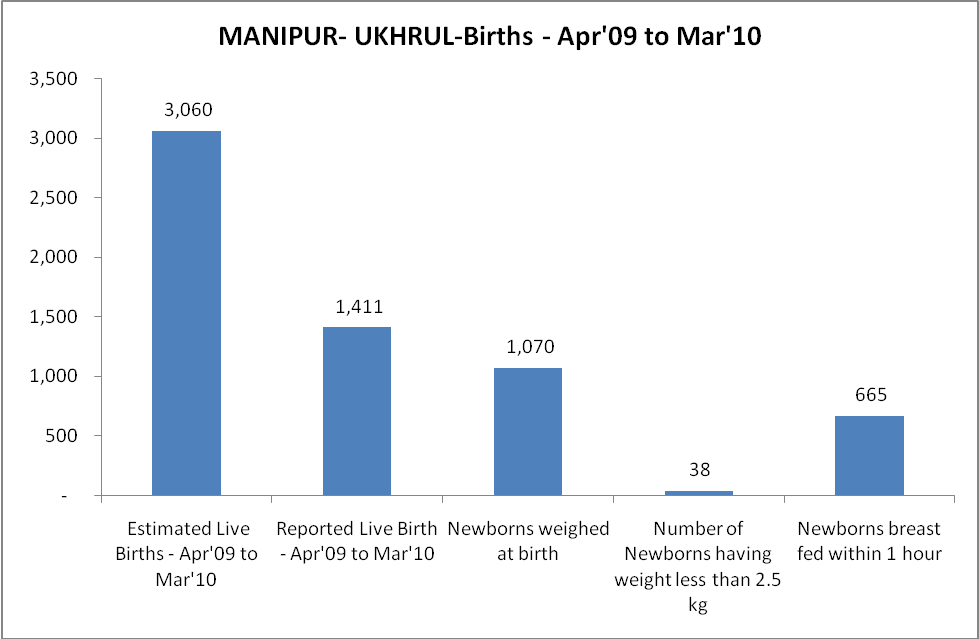 MANIPUR- UKHRUL-Births - Apr'09 to Mar'10
3,500
3,000
2,500
2,000
1,500
1,000
500
-
3,060
1,411
1,070
38
665
Estimated Live
Births - Apr'09 to
Mar'10
Reported Live Birth
- Apr'09 to Mar'10
Newborns weighed
at birth
Number of
Newborns having
weight less than 2.5
kg
Newborns breast
fed within 1 hour